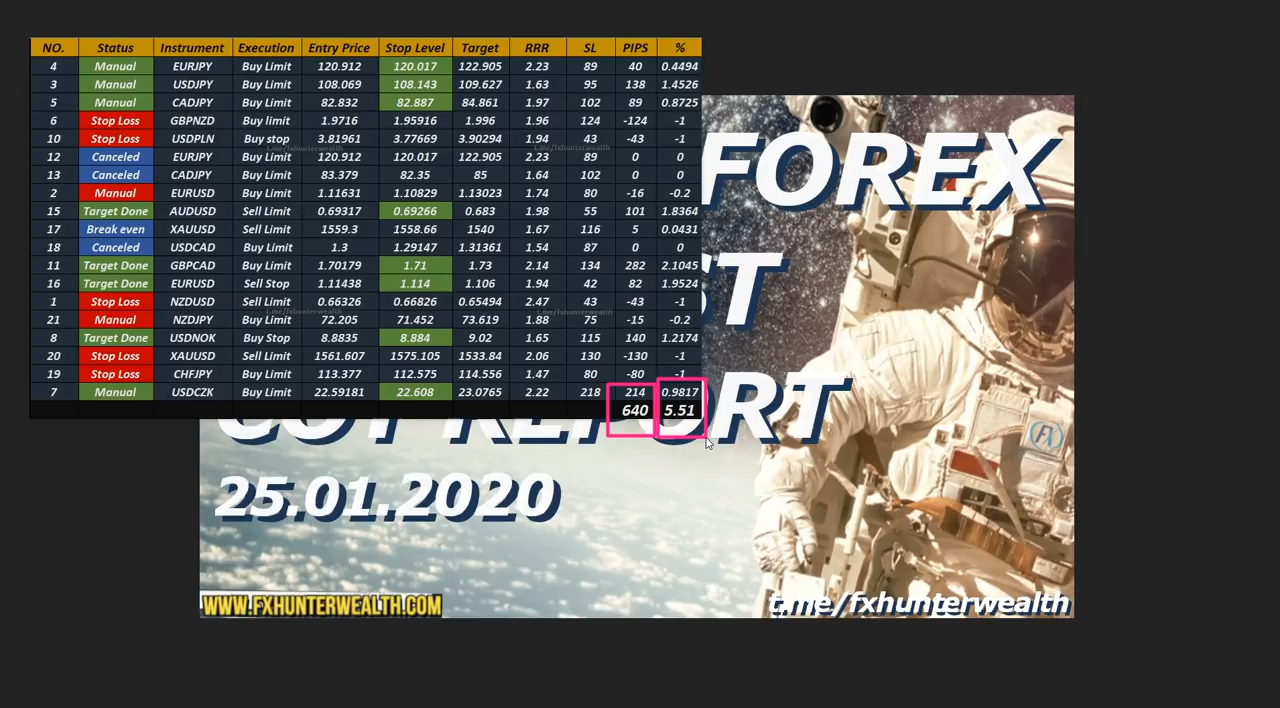 NO. Status Instrument Execution Entry Price Stop Level Target RRR SL PIPS %
4 Manual EURJPY Buy Limit 120.912 120.017 122.905 2.23 89 40 0.4494
3 Manual USDJPY Buy Limit 108.069 108.143 109.627 1.63 95 138 1.4526
5 Manual CADJPY Buy Limit 82.832 82.887 84.861 1.97 102 89 0.8725
6 Stop Loss GBPNZD Buy limit 1.9716 1.95916 1.996 1.96 124 -124 -1
10 Stop Loss USDPLN Buy stop 3.81961 3.77669 3.90294 1.94 43 -43 -1
t.me/fxhunterwealth t.me/fxhunterwealth
12 Canceled EURJPY Buy Limit 120.912 120.017 122.905 2.23 89 0 0
13 Canceled CADJPY Buy Limit 83.379 82.35 85 1.64 102 0 0
2 Manual EURUSD Buy Limit 1.11631 1.10829 1.13023 1.74 80 -16 -0.2
15 Target Done AUDUSD Sell Limit 0.69317 0.69266 0.683 1.98 55 101 1.8364
17 Break even XAUUSD Sell Limit 1559.3 1558.66 1540 1.67 116 5 0.0431
18 Canceled USDCAD Buy Limit 1.3 1.29147 1.31361 1.54 87 0 0
11 Target Done GBPCAD Buy Limit 1.70179 1.71 1.73 2.14 134 282 2.1045
16 Target Done EURUSD Sell Stop 1.11438 1.114 1.106 1.94 42 82 1.9524
1 Stop Loss NZDUSD Sell Limit 0.66326 0.66826 0.65494 2.47 43 -43 -1
t.me/fxhunterwealth t.me/fxhunterwealth
21 Manual NZDJPY Buy Limit 72.205 71.452 73.619 1.88 75 -15 -0.2
8 Target Done USDNOK Buy Stop 8.8835 8.884 9.02 1.65 115 140 1.2174
20 Stop Loss XAUUSD Sell Limit 1561.607 1575.105 1533.84 2.06 130 -130 -1
19 Stop Loss CHFJPY Buy Limit 113.377 112.575 114.556 1.47 80 -80 -1
7 Manual USDCZK Buy Limit 22.59181 22.608 23.0765 2.22 218 214 0.9817
640 5.51
FOREX
ST
COT REPORT
25.01.2020
WWW.FXHUNTERWEALTH.COM
t.me/fxhunterwealth
FX